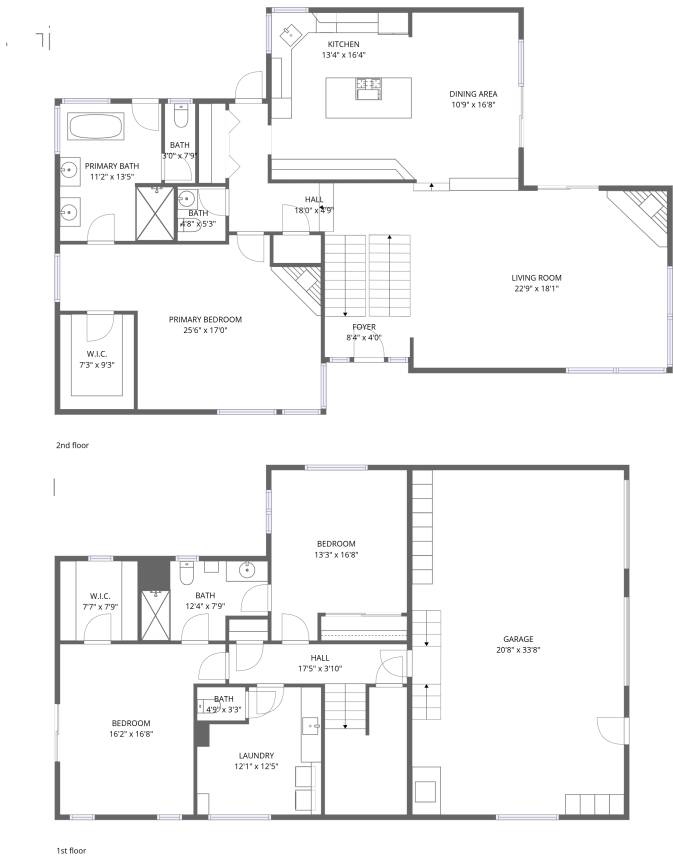 KITCHEN
13'4" x 16'4"
DINING AREA
10'9" x 16'8"
BATH
3'0" x 7'9"
PRIMARY BATH
11'2" x 13'5"
HALL
18'0" x 4'9"
BATH
4'8" x 5'3"
LIVING ROOM
22'9" x 18'1"
PRIMARY BEDROOM
25'6" x 17'0"
FOYER
8'4" x 4'0"
W.I.C.
7'3" x 9'3"
2nd floor
BEDROOM
13'3" x 16'8"
W.I.C.
7'7" x 7'9"
BATH
12'4" x 7'9"
GARAGE
20'8" x 33'8"
HALL
17'5" x 3'10"
BATH
4'9" x 3'3"
BEDROOM
16'2" x 16'8"
LAUNDRY
12'1" x 12'5"
1st floor